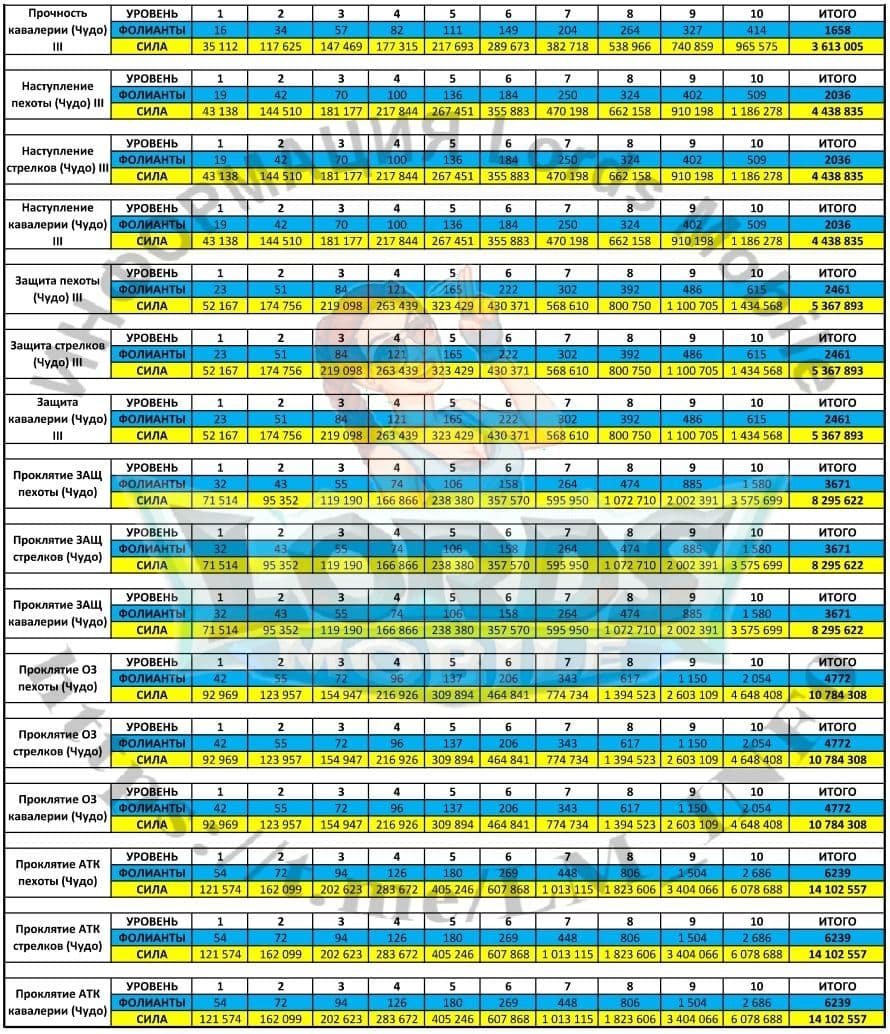 Прочность кавалерии (Чудо) III
УРОВЕНЬ 1 2 3 4 5 6 7 8 9 10 ИТОГО
ФОЛИАНТЫ 16 34 57 82 111 149 204 264 327 414 1658
СИЛА 35 112 117 625 147 469 177 315 217 693 289 673 382 718 538 966 740 859 965 575 3 613 005
Наступление пехоты (Чудо) III
УРОВЕНЬ 1 2 3 4 5 6 7 8 9 10 ИТОГО
ФОЛИАНТЫ 19 42 70 100 136 184 250 324 402 509 2036
СИЛА 43 138 144 510 181 177 217 844 267 451 355 883 470 198 662 158 910 198 1 186 278 4 438 835
Наступление стрелков (Чудо) III
УРОВЕНЬ 1 2 3 4 5 6 7 8 9 10 ИТОГО
ФОЛИАНТЫ 19 42 70 100 136 184 250 324 402 509 2036
СИЛА 43 138 144 510 181 177 217 844 267 451 355 883 470 198 662 158 910 198 1 186 278 4 438 835
Наступление кавалерии (Чудо) III
УРОВЕНЬ 1 2 3 4 5 6 7 8 9 10 ИТОГО
ФОЛИАНТЫ 19 42 70 100 136 184 250 324 402 509 2036
СИЛА 43 138 144 510 181 177 217 844 267 451 355 883 470 198 662 158 910 198 1 186 278 4 438 835
Защита пехоты (Чудо) III
УРОВЕНЬ 1 2 3 4 5 6 7 8 9 10 ИТОГО
ФОЛИАНТЫ 23 51 84 121 165 222 302 392 486 615 2461
СИЛА 52 167 174 756 219 098 263 439 323 429 430 371 568 610 800 750 1 100 705 1 434 568 5 367 893
Защита стрелков (Чудо) III
УРОВЕНЬ 1 2 3 4 5 6 7 8 9 10 ИТОГО
ФОЛИАНТЫ 23 51 84 121 165 222 302 392 486 615 2461
СИЛА 52 167 174 756 219 098 263 439 323 429 430 371 568 610 800 750 1 100 705 1 434 568 5 367 893
Защита кавалерии (Чудо) III
УРОВЕНЬ 1 2 3 4 5 6 7 8 9 10 ИТОГО
ФОЛИАНТЫ 23 51 84 121 165 222 302 392 486 615 2461
СИЛА 52 167 174 756 219 098 263 439 323 429 430 371 568 610 800 750 1 100 705 1 434 568 5 367 893
Проклятие ЗАЩ пехоты (Чудо)
УРОВЕНЬ 1 2 3 4 5 6 7 8 9 10 ИТОГО
ФОЛИАНТЫ 32 43 55 74 106 158 264 474 885 1 580 3671
СИЛА 71 514 95 352 119 190 166 866 238 380 357 570 595 950 1 072 710 2 002 391 3 575 699 8 295 622
Проклятие ЗАЩ стрелков (Чудо)
УРОВЕНЬ 1 2 3 4 5 6 7 8 9 10 ИТОГО
ФОЛИАНТЫ 32 43 55 74 106 158 264 474 885 1 580 3671
СИЛА 71 514 95 352 119 190 166 866 238 380 357 570 595 950 1 072 710 2 002 391 3 575 699 8 295 622
Проклятие ЗАЩ кавалерии (Чудо)
УРОВЕНЬ 1 2 3 4 5 6 7 8 9 10 ИТОГО
ФОЛИАНТЫ 32 43 55 74 106 158 264 474 885 1 580 3671
СИЛА 71 514 95 352 119 190 166 866 238 380 357 570 595 950 1 072 710 2 002 391 3 575 699 8 295 622
Проклятие ОЗ пехоты (Чудо)
УРОВЕНЬ 1 2 3 4 5 6 7 8 9 10 ИТОГО
ФОЛИАНТЫ 42 55 72 96 137 206 343 617 1 150 2 054 4772
СИЛА 92 969 123 957 154 947 216 926 309 894 464 841 774 734 1 394 523 2 603 109 4 648 408 10 784 308
Проклятие ОЗ стрелков (Чудо)
УРОВЕНЬ 1 2 3 4 5 6 7 8 9 10 ИТОГО
ФОЛИАНТЫ 42 55 72 96 137 206 343 617 1 150 2 054 4772
СИЛА 92 969 123 957 154 947 216 926 309 894 464 841 774 734 1 394 523 2 603 109 4 648 408 10 784 308
Проклятие ОЗ кавалерии (Чудо)
УРОВЕНЬ 1 2 3 4 5 6 7 8 9 10 ИТОГО
ФОЛИАНТЫ 42 55 72 96 137 206 343 617 1 150 2 054 4772
СИЛА 92 969 123 957 154 947 216 926 309 894 464 841 774 734 1 394 523 2 603 109 4 648 408 10 784 308
Проклятие АТК пехоты (Чудо)
УРОВЕНЬ 1 2 3 4 5 6 7 8 9 10 ИТОГО
ФОЛИАНТЫ 54 72 94 126 180 269 448 806 1 504 2 686 6239
СИЛА 121 574 162 099 202 623 283 672 405 246 607 868 1 013 115 1 823 606 3 404 066 6 078 688 14 102 557
Проклятие АТК стрелков (Чудо)
УРОВЕНЬ 1 2 3 4 5 6 7 8 9 10 ИТОГО
ФОЛИАНТЫ 54 72 94 126 180 269 448 806 1 504 2 686 6239
СИЛА 121 574 162 099 202 623 283 672 405 246 607 868 1 013 115 1 823 606 3 404 066 6 078 688 14 102 557
Проклятие АТК кавалерии (Чудо)
УРОВЕНЬ 1 2 3 4 5 6 7 8 9 10 ИТОГО
ФОЛИАНТЫ 54 72 94 126 180 269 448 806 1 504 2 686 6239
СИЛА 121 574 162 099 202 623 283 672 405 246 607 868 1 013 115 1 823 606 3 404 066 6 078 688 14 102 557
ИНФОРМАЦИЯ Lords Mobile
LORDS
MOBILE
https://t.me/LM_INFO